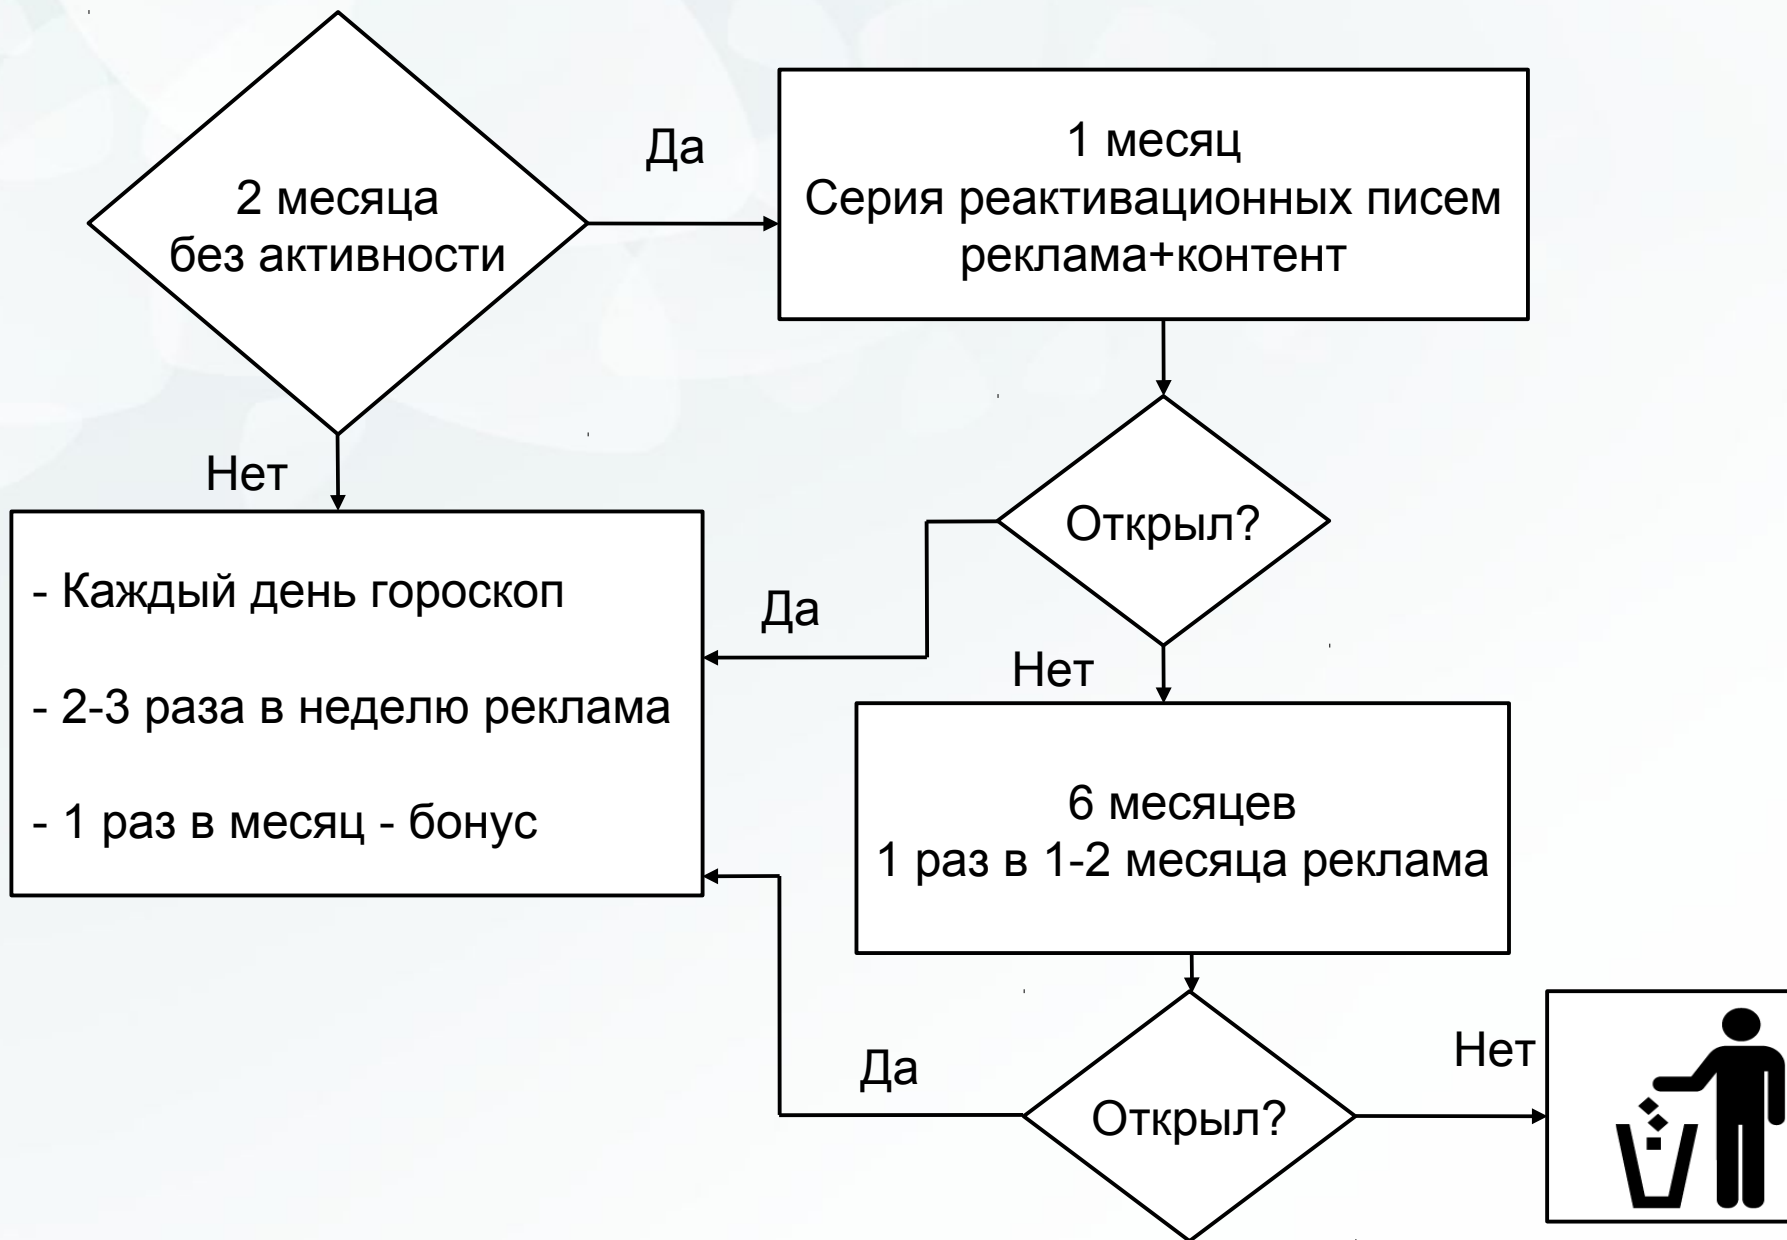 2 месяца
без активности
Да
1 месяц
Серия реактивационных писем
реклама+контент
Нет
Открыл?
- Каждый день гороскоп
- 2-3 раза в неделю реклама
- 1 раз в месяц - бонус
Да
Нет
6 месяцев
1 раз в 1-2 месяца реклама
Да
Открыл?
Нет